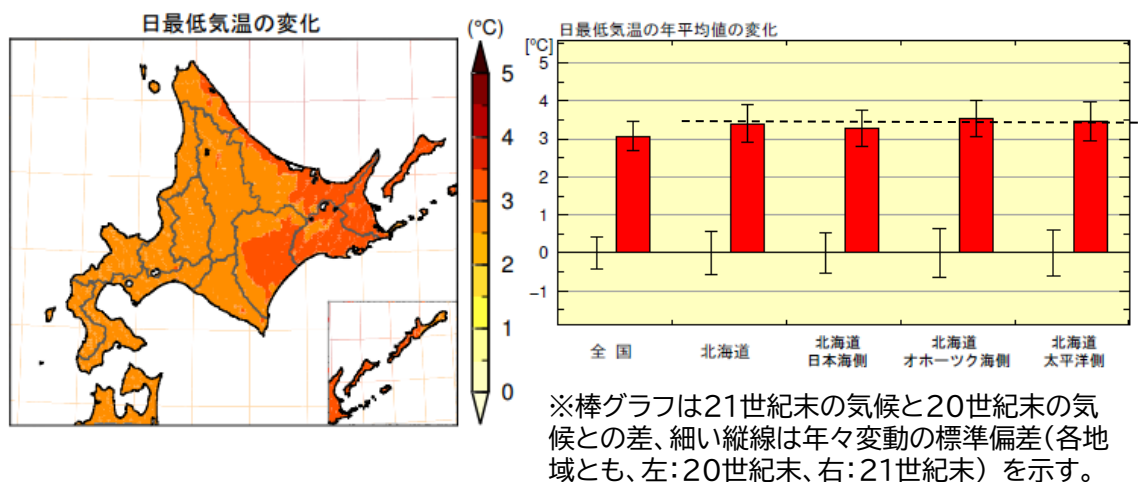 日最低気温の変化
(℃)
5
4
3
2
1
0
日最低気温の年平均値の変化
[℃]
5
4
3
2
1
0
-1
全 国
北海道
北海道
日本海側
北海道
オホーツク海側
北海道
太平洋側
※棒グラフは21世紀末の気候と20世紀末の気
候との差、細い縦線は年々変動の標準偏差(各地
域とも、左:20世紀末、右:21世紀末) を示す。